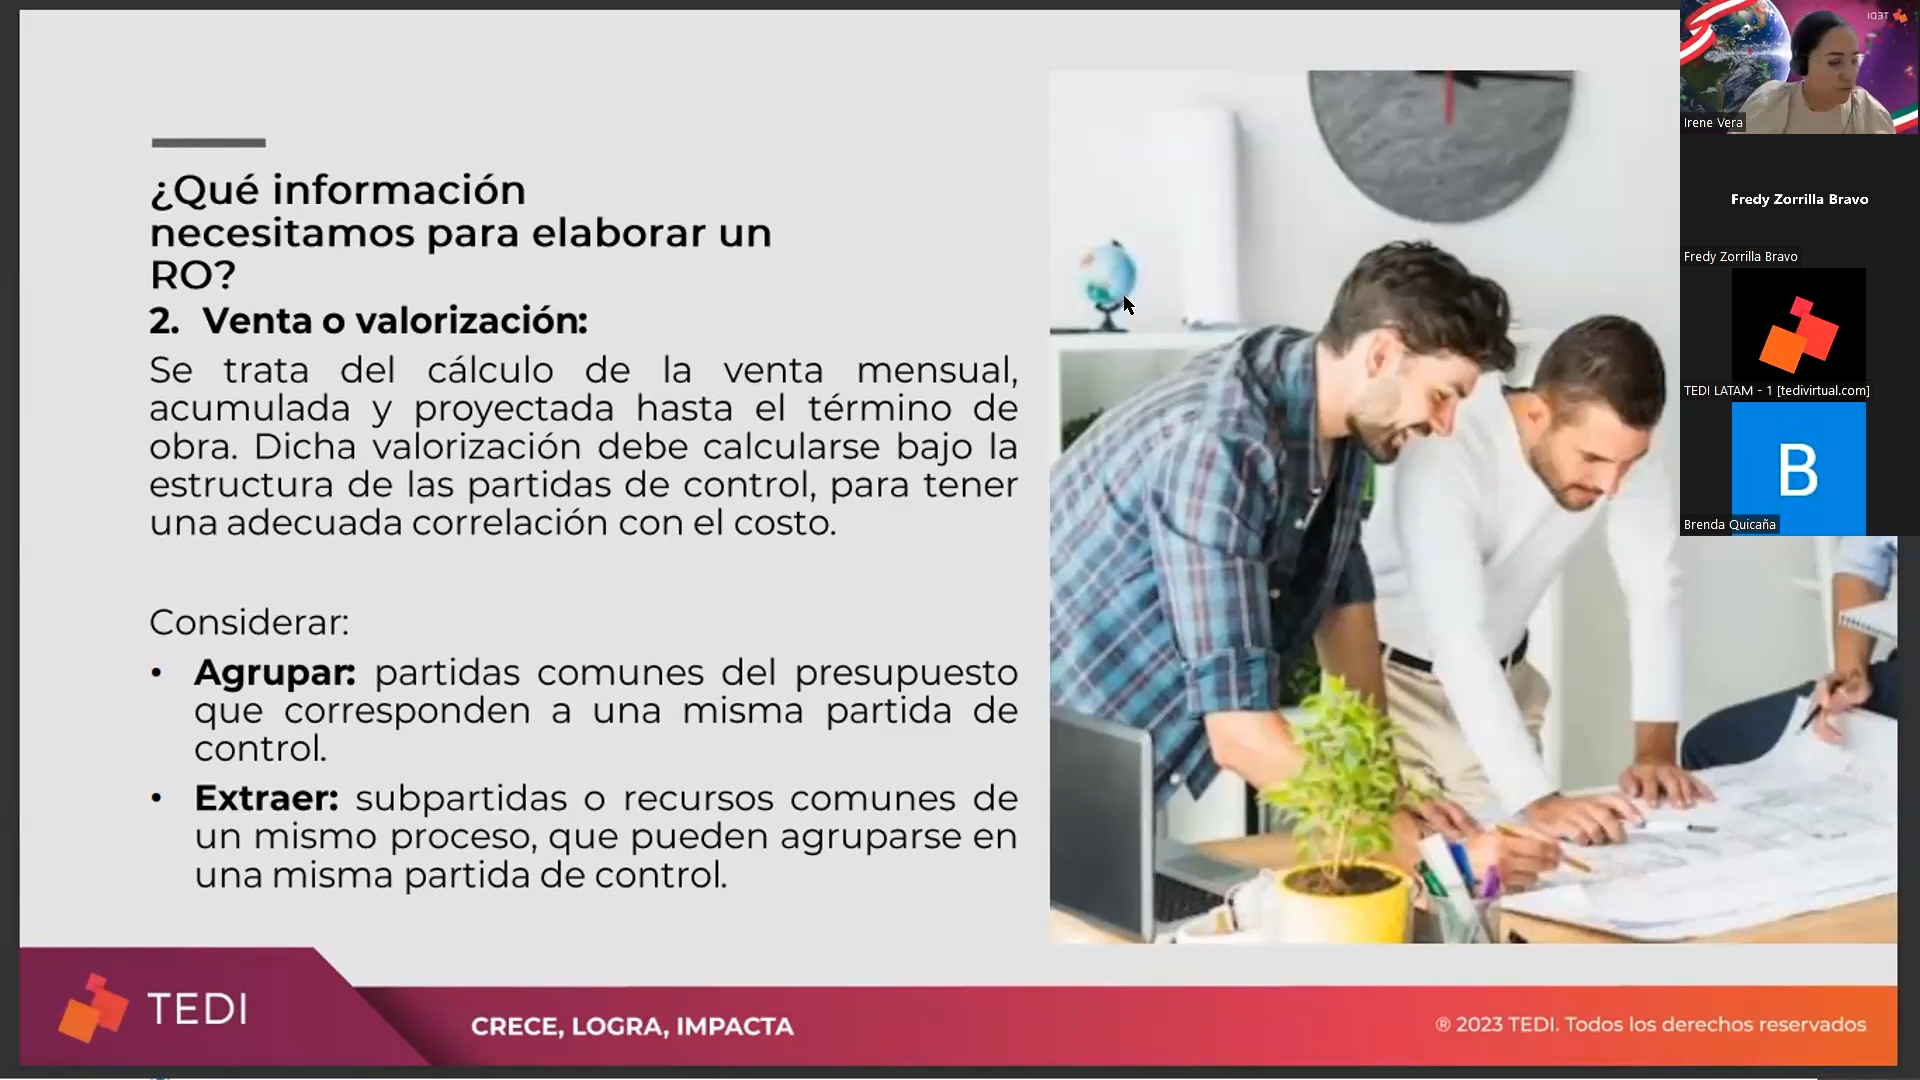 ¿Qué información
necesitamos para elaborar un
RO?
2. Venta o valorización:
Se trata del cálculo de la venta mensual,
acumulada y proyectada hasta el término de
obra. Dicha valorización debe calcularse bajo la
estructura de las partidas de control, para tener
una adecuada correlación con el costo.
Considerar:
• Agrupar: partidas comunes del presupuesto
que corresponden a una misma partida de
control.
• Extraer: subpartidas o recursos comunes de
un mismo proceso, que pueden agruparse en
una misma partida de control.
TEDI
CRECE, LOGRA, IMPACTA
® 2023 TEDI. Todos los derechos reservados
TEDI
Irene Vera
Fredy Zorrilla Bravo
Fredy Zorrilla Bravo
TEDI LATAM - 1 [tedivirtual.com]
B
Brenda Quicaña